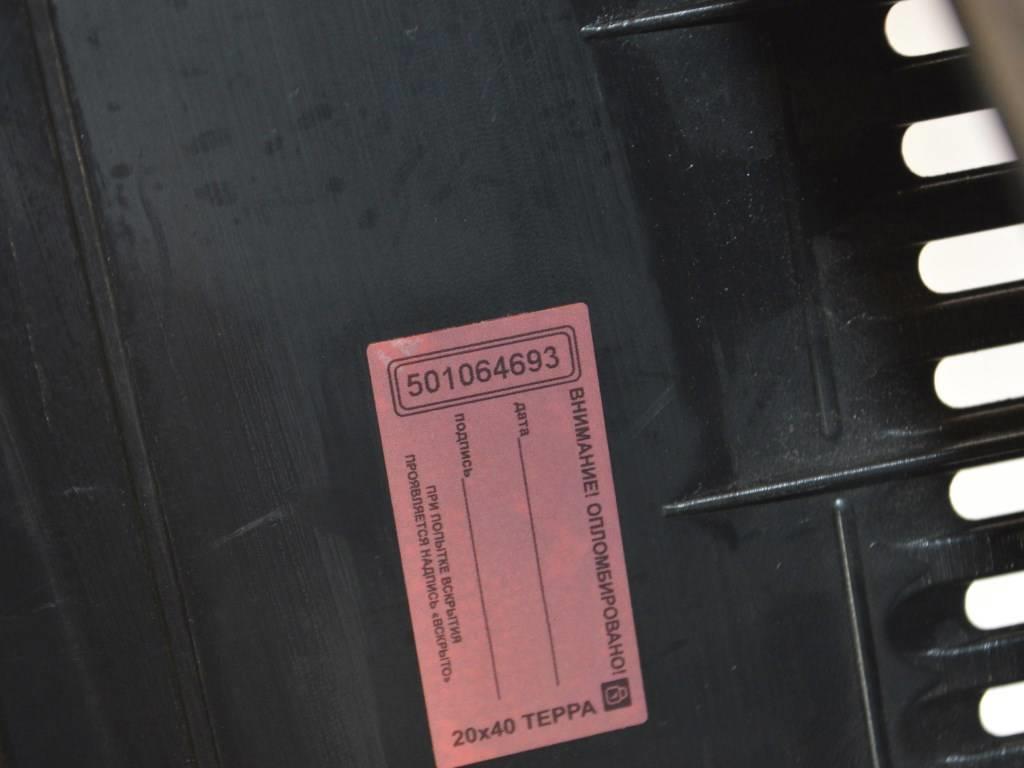 501064693
ВНИМАНИЕ! ОПЛОМБИРОВАНО!
дата
подпись
ПРИ ПОПЫТКЕ ВСКРЫТИЯ
ПРОЯВЛЯЕТСЯ НАДПИСЬ «ВСКРЫТО»
20x40 ТЕРРА